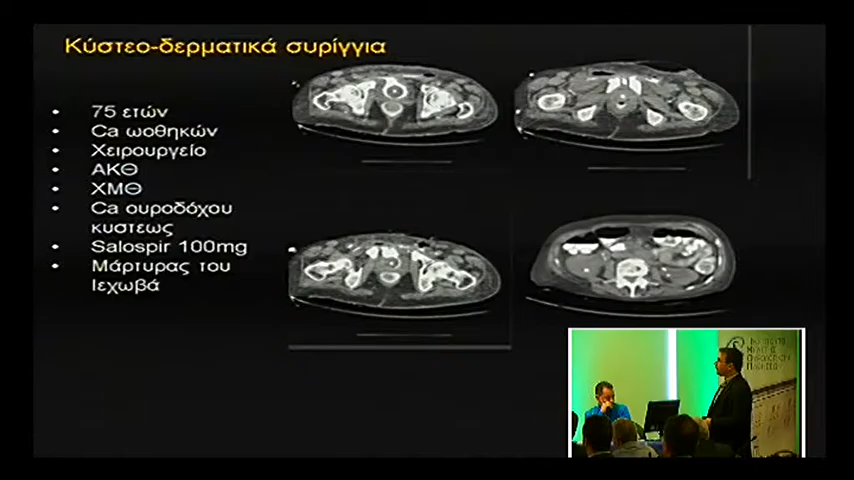 Κύστεο-δερματικά συρίγγια
75 ετών
Ca ωοθηκών
Χειρουργείο
ΑΚΘ
ΧΜΘ
Ca ουροδόχου
κυστεως
Salospir 100mg
Μάρτυρας του
Ιεχωβά